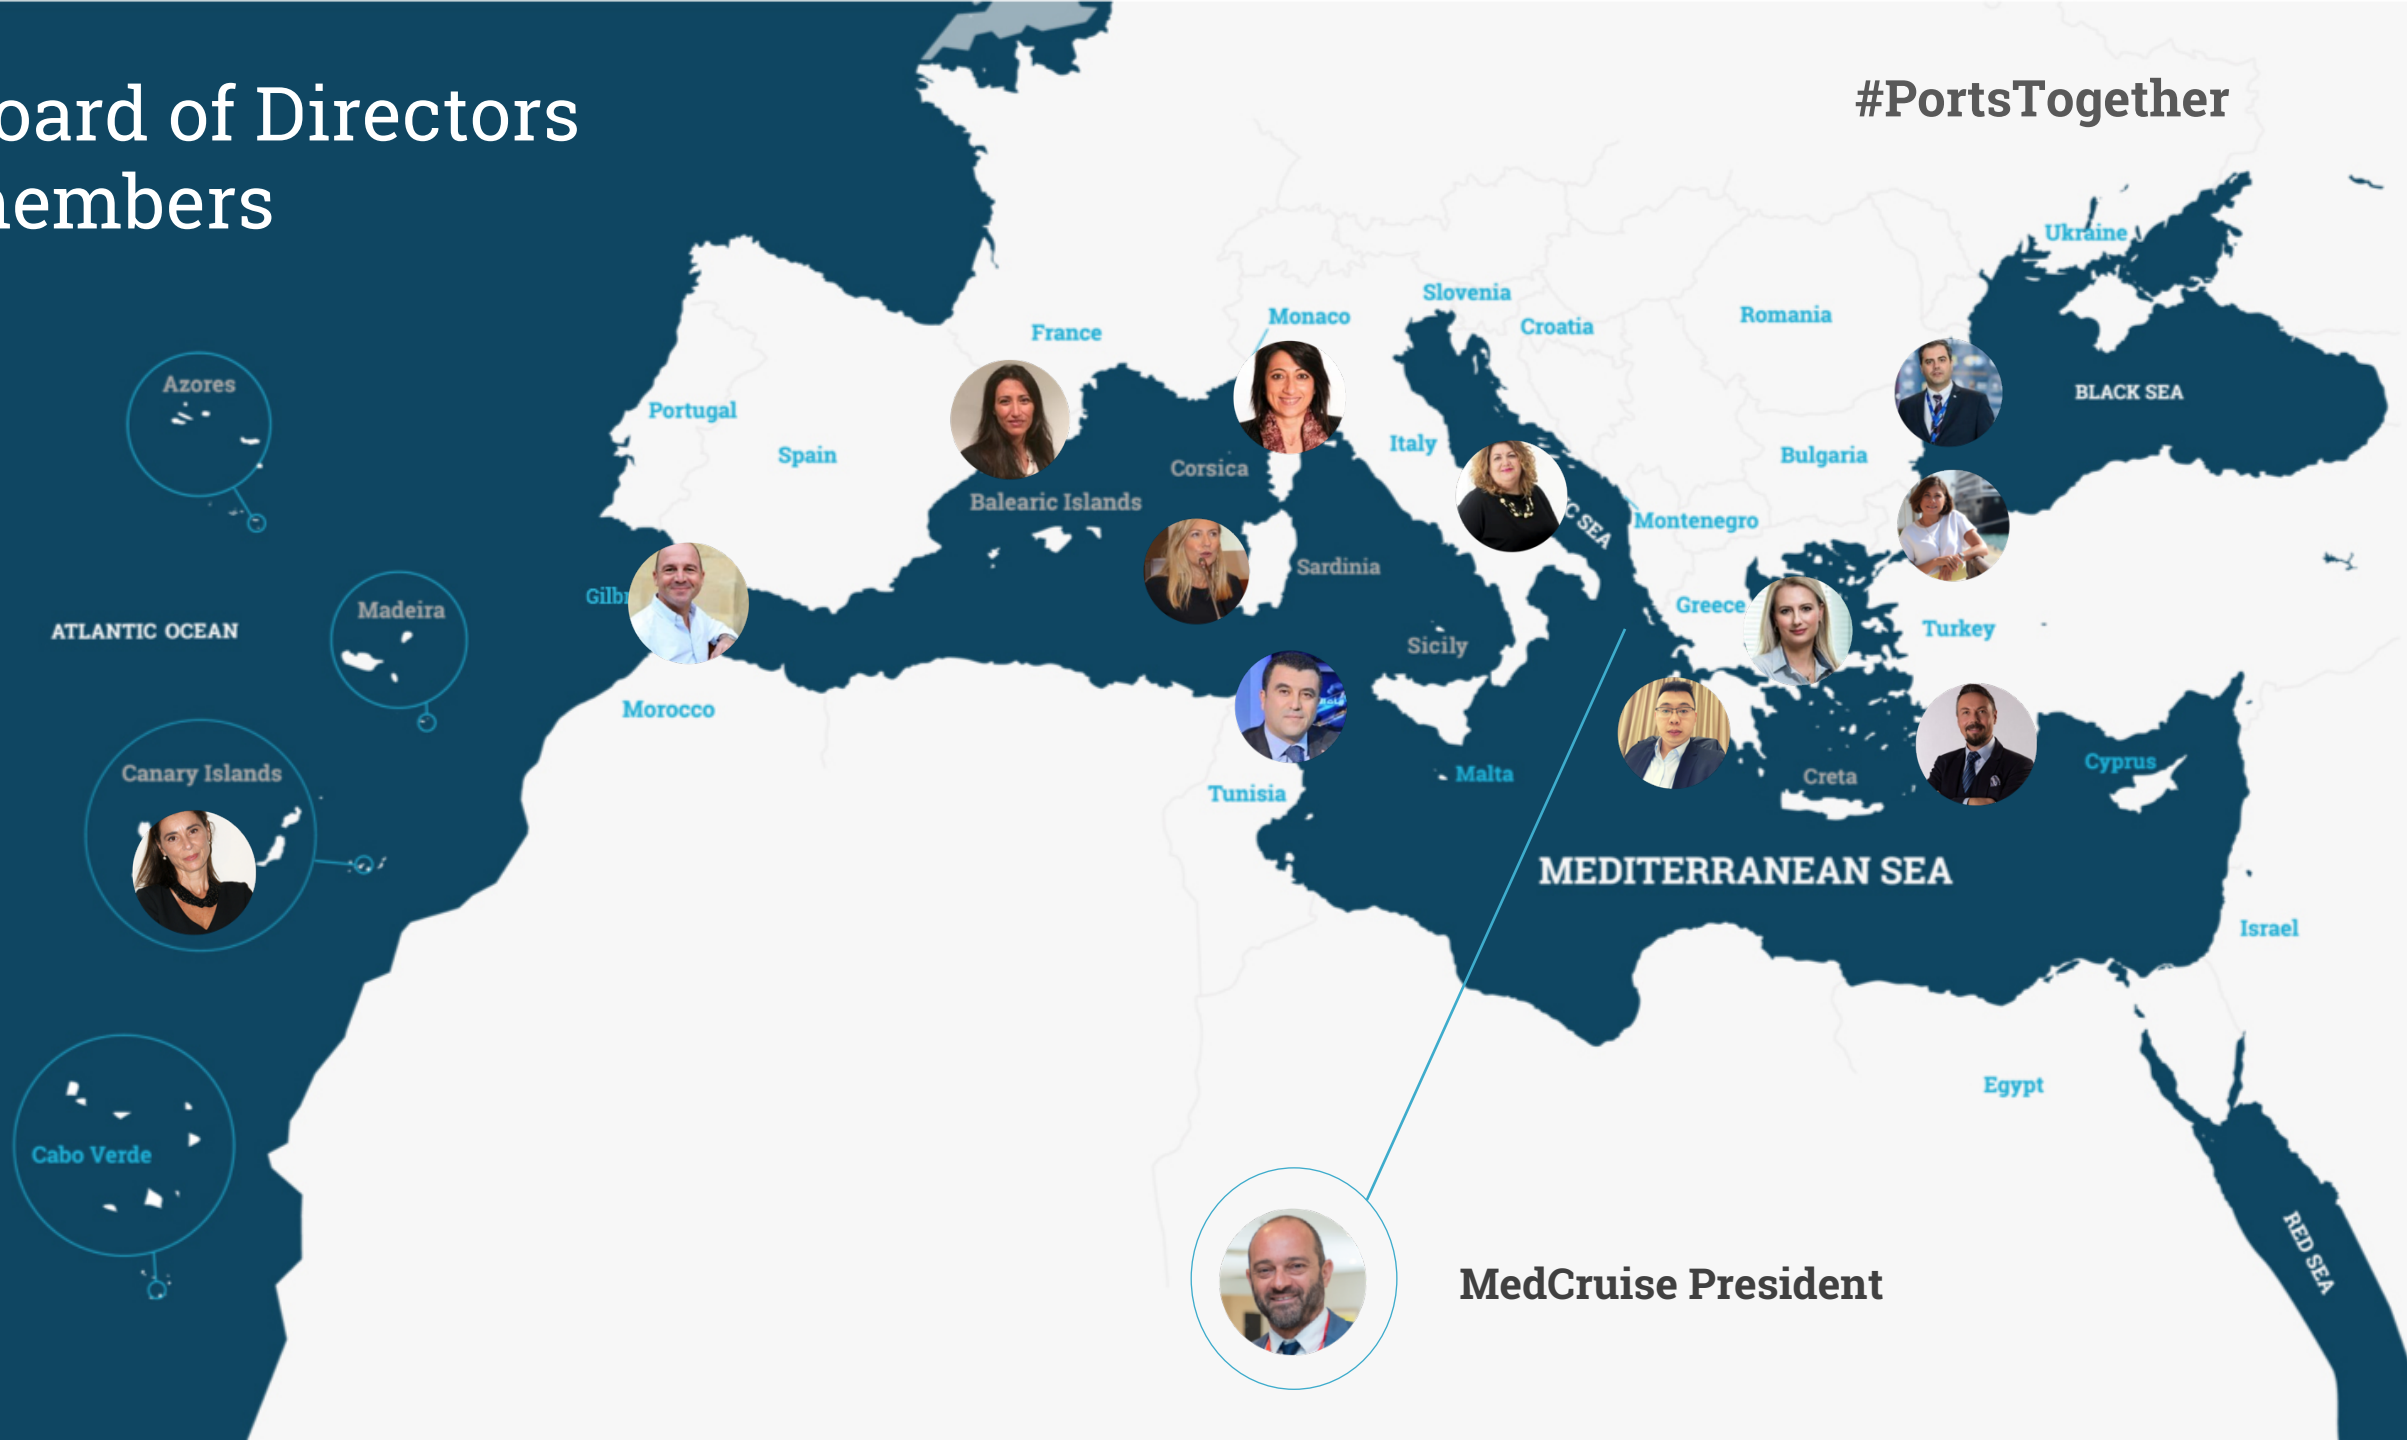 oard of Directors
embers
#PortsTogether
Ukraine
Slovenia
Monaco
Romania
Croatia
France
Azores
BLACK SEA
Portugal
Italy
Spain
Bulgaria
Corsica
Balearic Islands
C SEA
Montenegro
Sardinia
Gilb
Greece
Madeira
ATLANTIC OCEAN
Turkey
Sicily
Morocco
Cyprus
Canary Islands
Malta
Creta
Tunisia
MEDITERRANEAN SEA
Israel
Egypt
Cabo Verde
RED SEA
MedCruise President